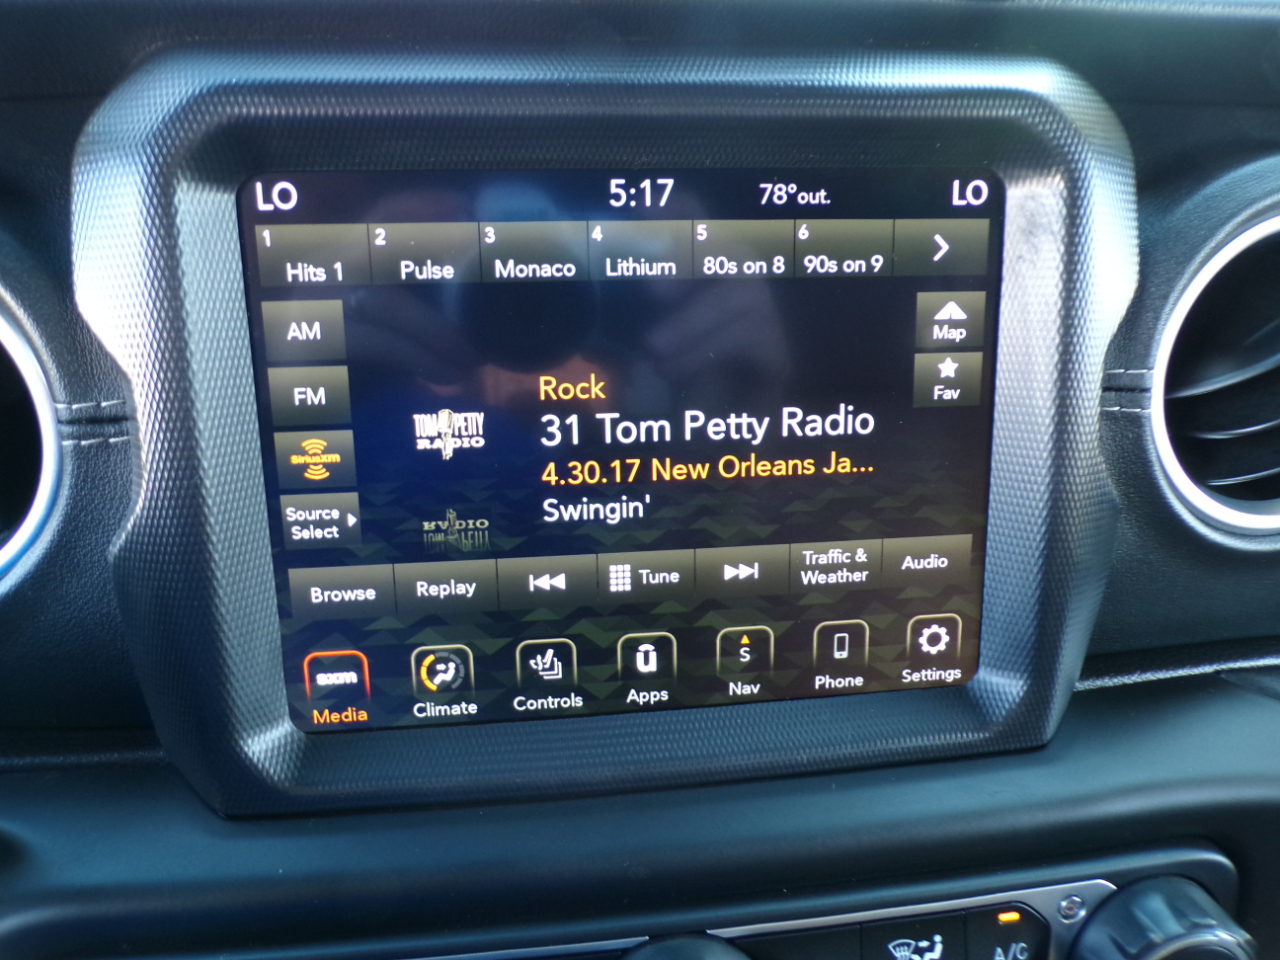 LO 5:17 78°out. LO
1 Hits 1
2 Pulse
3 Monaco
4 Lithium
5 80s on 8
6 90s on 9
AM
FM
SiriusXM
Source
Select
Map
Fav
TOM PETTY
RADIO
Rock
31 Tom Petty Radio
4.30.17 New Orleans Ja...
Swingin'
Browse
Replay
Tune
Traffic &
Weather
Audio
sxm
Media
Climate
Controls
ū
Apps
S
Nav
Phone
Settings
A/C